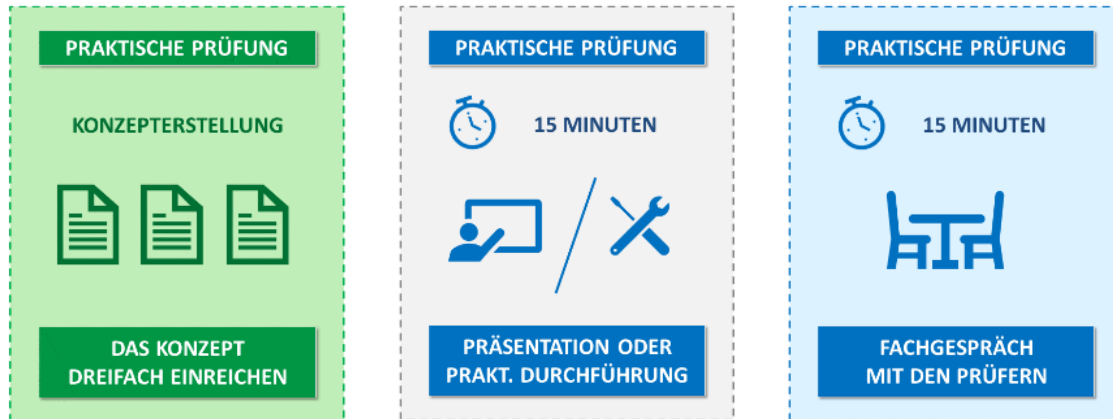 PRAKTISCHE PRÜFUNG
KONZEPTERSTELLUNG
DAS KONZEPT
DREIFACH EINREICHEN
PRAKTISCHE PRÜFUNG
15 MINUTEN
PRÄSENTATION ODER
PRAKT. DURCHFÜHRUNG
PRAKTISCHE PRÜFUNG
15 MINUTEN
FACHGESPRÄCH
MIT DEN PRÜFERN